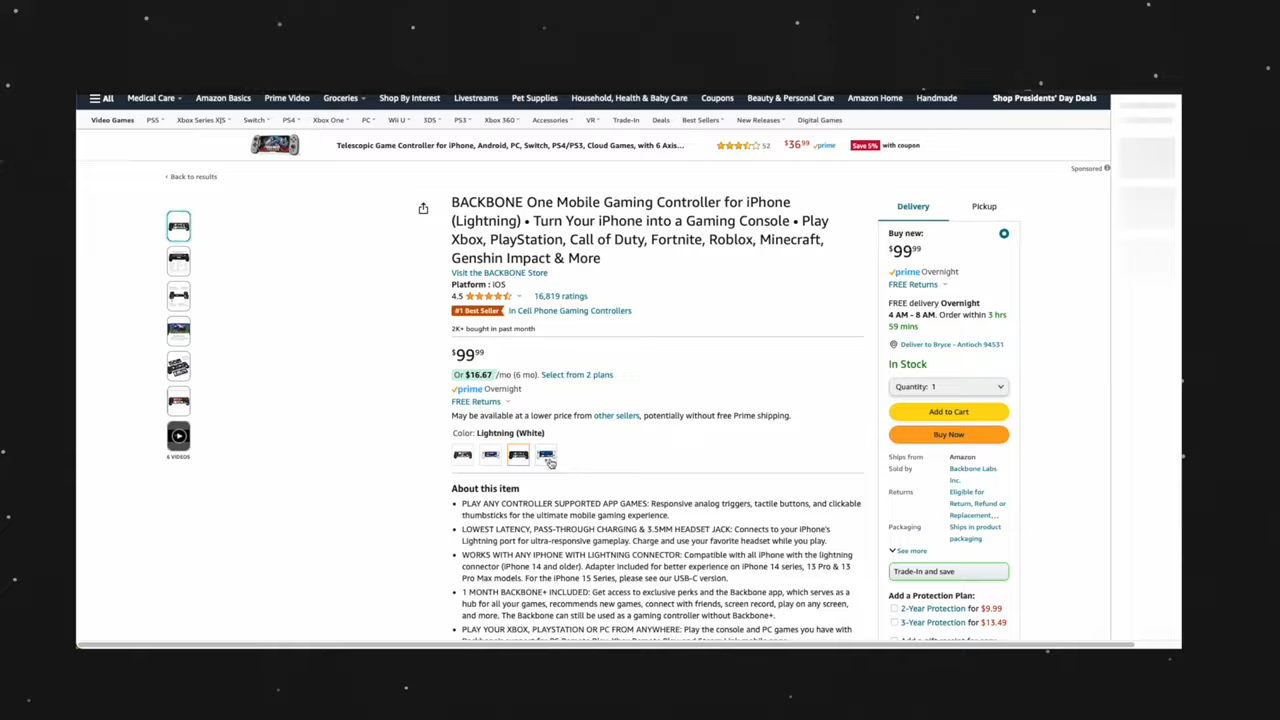 All Medical Care Amazon Basics Prime Video Groceries Shop By Interest Livestreams Pet Supplies Household, Health & Baby Care Coupons Beauty & Personal Care Amazon Home Handmade Shop Presidents' Day Deals
Video Games PS5 Xbox Series X|S Switch PS4 Xbox One PC Wii U 3DS PS3 Xbox 360 Accessories VR Trade-In Deals Best Sellers New Releases Digital Games
Telescopic Game Controller for iPhone, Android, PC, Switch, PS4/PS3, Cloud Games, with 6 Axis... 52 $36⁹⁹ prime Save 5% with coupon
Sponsored
‹ Back to results
6 VIDEOS
BACKBONE One Mobile Gaming Controller for iPhone
(Lightning) • Turn Your iPhone into a Gaming Console • Play
Xbox, PlayStation, Call of Duty, Fortnite, Roblox, Minecraft,
Genshin Impact & More
Visit the BACKBONE Store
Platform : iOS
4.5 16,819 ratings
#1 Best Seller in Cell Phone Gaming Controllers
2K+ bought in past month
$99⁹⁹
Or $16.67 /mo (6 mo). Select from 2 plans
prime Overnight
FREE Returns
May be available at a lower price from other sellers, potentially without free Prime shipping.
Color: Lightning (White)
About this item
• PLAY ANY CONTROLLER SUPPORTED APP GAMES: Responsive analog triggers, tactile buttons, and clickable
thumbsticks for the ultimate mobile gaming experience.
• LOWEST LATENCY, PASS-THROUGH CHARGING & 3.5MM HEADSET JACK: Connects to your iPhone's
Lightning port for ultra-responsive gameplay. Charge and use your favorite headset while you play.
• WORKS WITH ANY IPHONE WITH LIGHTNING CONNECTOR: Compatible with all iPhone with the lightning
connector (iPhone 14 and older). Adapter included for better experience on iPhone 14 series, 13 Pro & 13
Pro Max models. For the iPhone 15 Series, please see our USB-C version.
• 1 MONTH BACKBONE+ INCLUDED: Get access to exclusive perks and the Backbone app, which serves as a
hub for all your games, recommends new games, connect with friends, screen record, play on any screen,
and more. The Backbone can still be used as a gaming controller without Backbone+.
• PLAY YOUR XBOX, PLAYSTATION OR PC FROM ANYWHERE: Play the console and PC games you have with
Delivery Pickup
Buy new:
$99⁹⁹
prime Overnight
FREE Returns
FREE delivery Overnight
4 AM - 8 AM. Order within 3 hrs
59 mins
Deliver to Bryce - Antioch 94531
In Stock
Quantity: 1
Add to Cart
Buy Now
Ships from Amazon
Sold by Backbone Labs
Inc.
Returns Eligible for
Return, Refund or
Replacement...
Packaging Ships in product
packaging
See more
Trade-In and save
Add a Protection Plan:
2-Year Protection for $9.99
3-Year Protection for $13.49